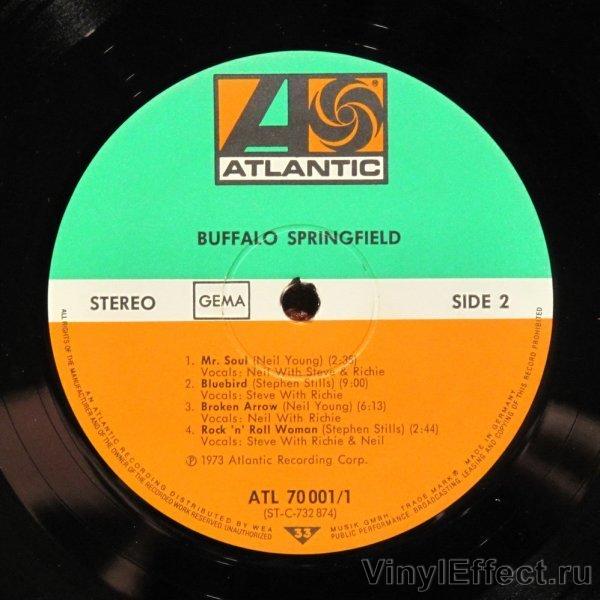 ATLANTIC
BUFFALO SPRINGFIELD
STEREO GEMA SIDE 2
1. Mr. Soul (Neil Young) (2:35)
Vocals: Neil With Steve & Richie
2. Bluebird (Stephen Stills) (9:00)
Vocals: Steve With Richie
3. Broken Arrow (Neil Young) (6:13)
Vocals: Neil With Richie
4. Rock 'n' Roll Woman (Stephen Stills) (2:44)
Vocals: Steve With Richie & Neil
℗ 1973 Atlantic Recording Corp.
ATL 70 001/1
(ST-C-732 874)
33
ALL RIGHTS OF THE MANUFACTURER AND OF THE OWNER OF THE RECORDED WORK RESERVED. UNAUTHORIZED PUBLIC PERFORMANCE, BROADCASTING, LEASING AND COPYING OF THIS RECORD PROHIBITED
AN ATLANTIC RECORDING DISTRIBUTED BY WEA MUSIK GMBH. TRADE MARK® MADE IN GERMANY
VinylEffect.ru